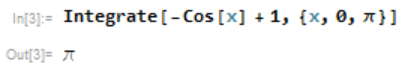 In[3]:= Integrate[-Cos[x] + 1, {x, 0, π}]
Out[3]= π